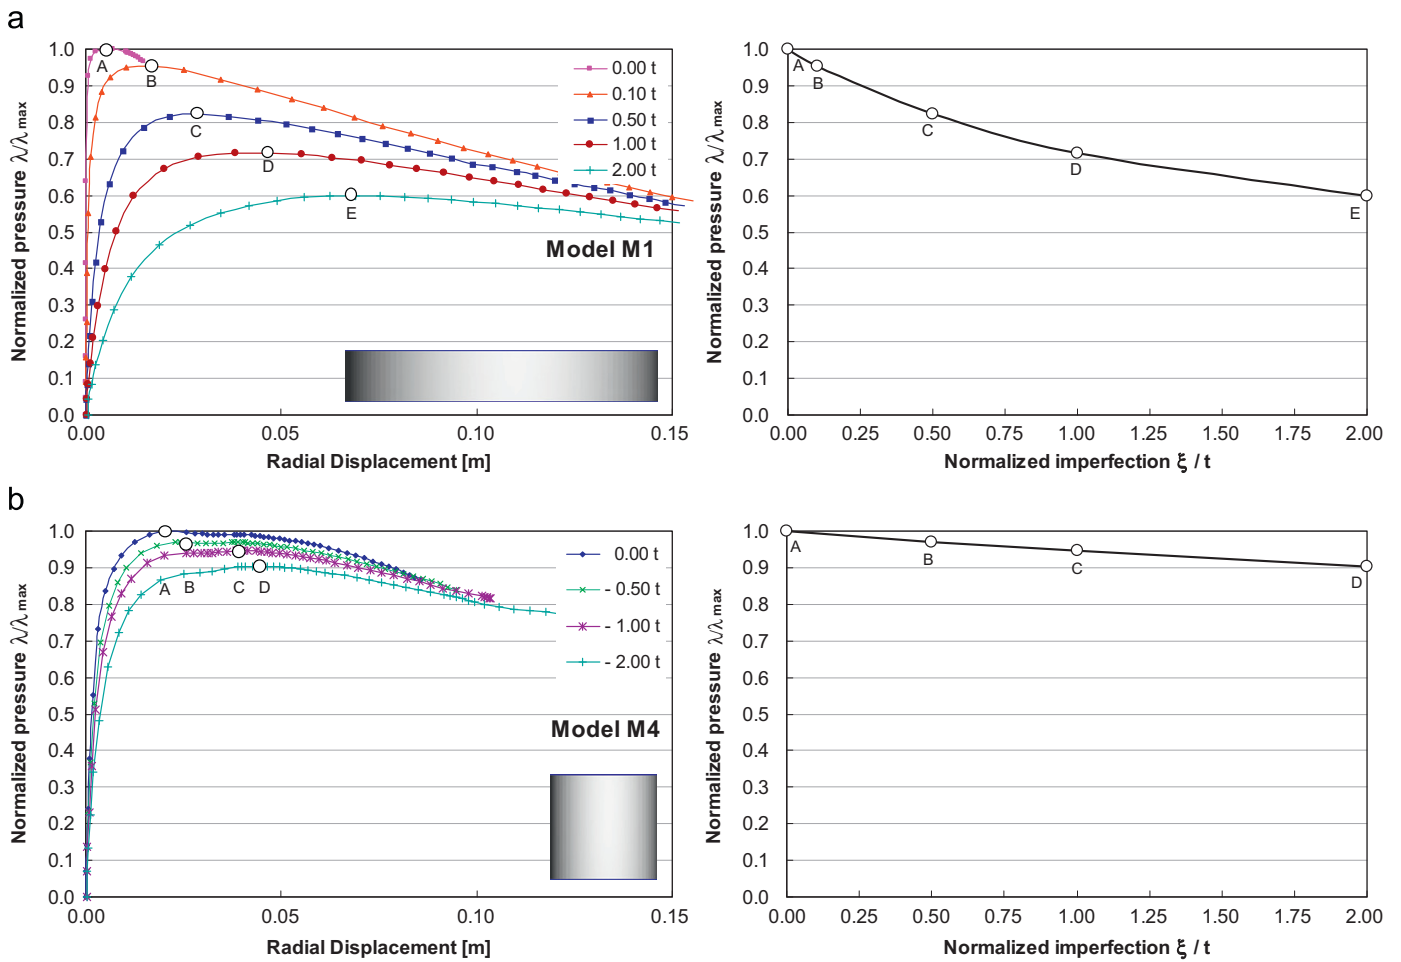 a
1.0
0.9
0.8
0.7
0.6
0.5
0.4
0.3
0.2
0.1
0.0
Normalized pressure λ/λ max
0.00 0.05 0.10 0.15
Radial Displacement [m]
A
B
C
D
E
0.00 t
0.10 t
0.50 t
1.00 t
2.00 t
Model M1
1.0
0.9
0.8
0.7
0.6
0.5
0.4
0.3
0.2
0.1
0.0
Normalized pressure λ/λ max
0.00 0.25 0.50 0.75 1.00 1.25 1.50 1.75 2.00
Normalized imperfection ξ / t
A
B
C
D
E
b
1.0
0.9
0.8
0.7
0.6
0.5
0.4
0.3
0.2
0.1
0.0
Normalized pressure λ/λ max
0.00 0.05 0.10 0.15
Radial Displacement [m]
A B C D
0.00 t
- 0.50 t
- 1.00 t
- 2.00 t
Model M4
1.0
0.9
0.8
0.7
0.6
0.5
0.4
0.3
0.2
0.1
0.0
Normalized pressure λ/λ max
0.00 0.25 0.50 0.75 1.00 1.25 1.50 1.75 2.00
Normalized imperfection ξ / t
A
B
C
D